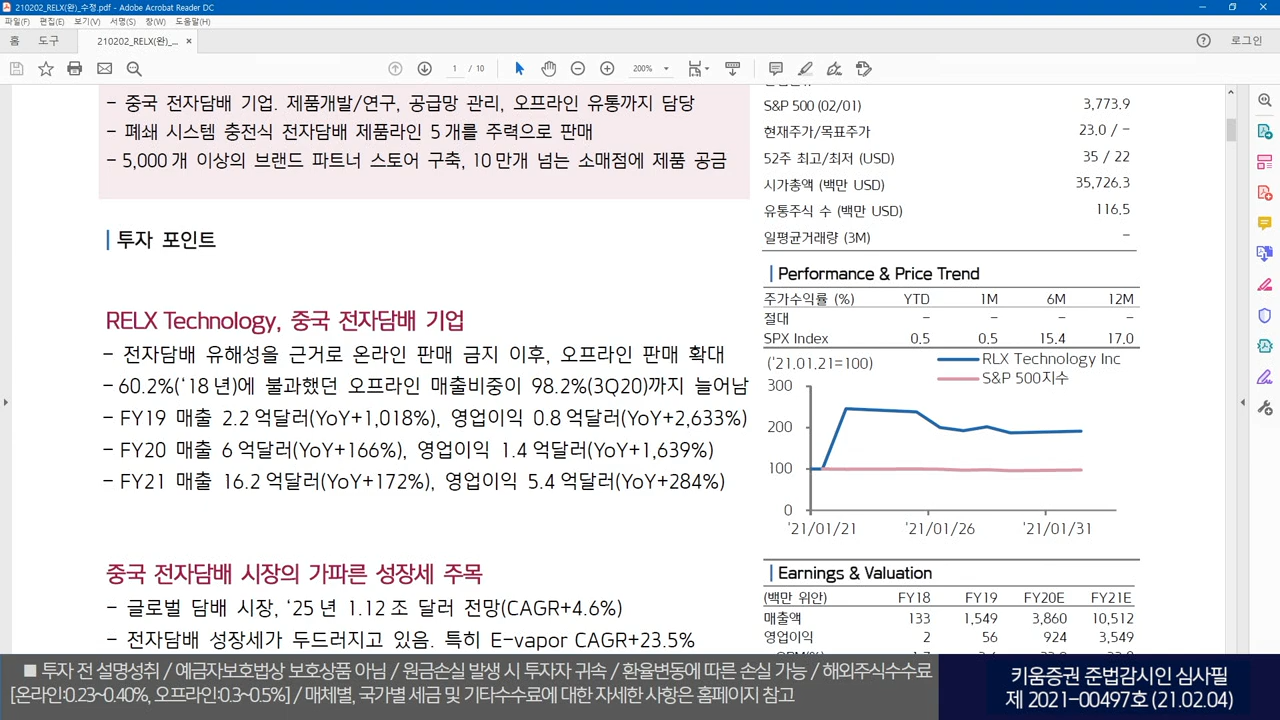 210202_RELX(완)_수정.pdf - Adobe Acrobat Reader DC
파일(F) 편집(E) 보기(V) 서명(S) 창(W) 도움말(H)
홈 도구 210202_RELX(완)_... × 로그인
1 / 10 200%
- 중국 전자담배 기업. 제품개발/연구, 공급망 관리, 오프라인 유통까지 담당
- 폐쇄 시스템 충전식 전자담배 제품라인 5개를 주력으로 판매
- 5,000개 이상의 브랜드 파트너 스토어 구축, 10만개 넘는 소매점에 제품 공급
투자 포인트
RELX Technology, 중국 전자담배 기업
- 전자담배 유해성을 근거로 온라인 판매 금지 이후, 오프라인 판매 확대
- 60.2%('18년)에 불과했던 오프라인 매출비중이 98.2%(3Q20)까지 늘어남
- FY19 매출 2.2억달러(YoY+1,018%), 영업이익 0.8억달러(YoY+2,633%)
- FY20 매출 6억달러(YoY+166%), 영업이익 1.4억달러(YoY+1,639%)
- FY21 매출 16.2억달러(YoY+172%), 영업이익 5.4억달러(YoY+284%)
중국 전자담배 시장의 가파른 성장세 주목
- 글로벌 담배 시장, '25년 1.12조 달러 전망(CAGR+4.6%)
- 전자담배 성장세가 두드러지고 있음. 특히 E-vapor CAGR+23.5%
S&P 500 (02/01) 3,773.9
현재주가/목표주가 23.0 / -
52주 최고/최저 (USD) 35 / 22
시가총액 (백만 USD) 35,726.3
유통주식 수 (백만 USD) 116.5
일평균거래량 (3M) -
Performance & Price Trend
주가수익률 (%) YTD 1M 6M 12M
절대 - - - -
SPX Index 0.5 0.5 15.4 17.0
('21.01.21=100) RLX Technology Inc
S&P 500지수
300
200
100
0
'21/01/21 '21/01/26 '21/01/31
Earnings & Valuation
(백만 위안) FY18 FY19 FY20E FY21E
매출액 133 1,549 3,860 10,512
영업이익 2 56 924 3,549
■ 투자 전 설명청취 / 예금자보호법상 보호상품 아님 / 원금손실 발생 시 투자자 귀속 / 환율변동에 따른 손실 가능 / 해외주식수수료
[온라인:0.23~0.40%, 오프라인:0.3~0.5%] / 매체별, 국가별 세금 및 기타수수료에 대한 자세한 사항은 홈페이지 참고
키움증권 준법감시인 심사필
제 2021-00497호 (21.02.04)